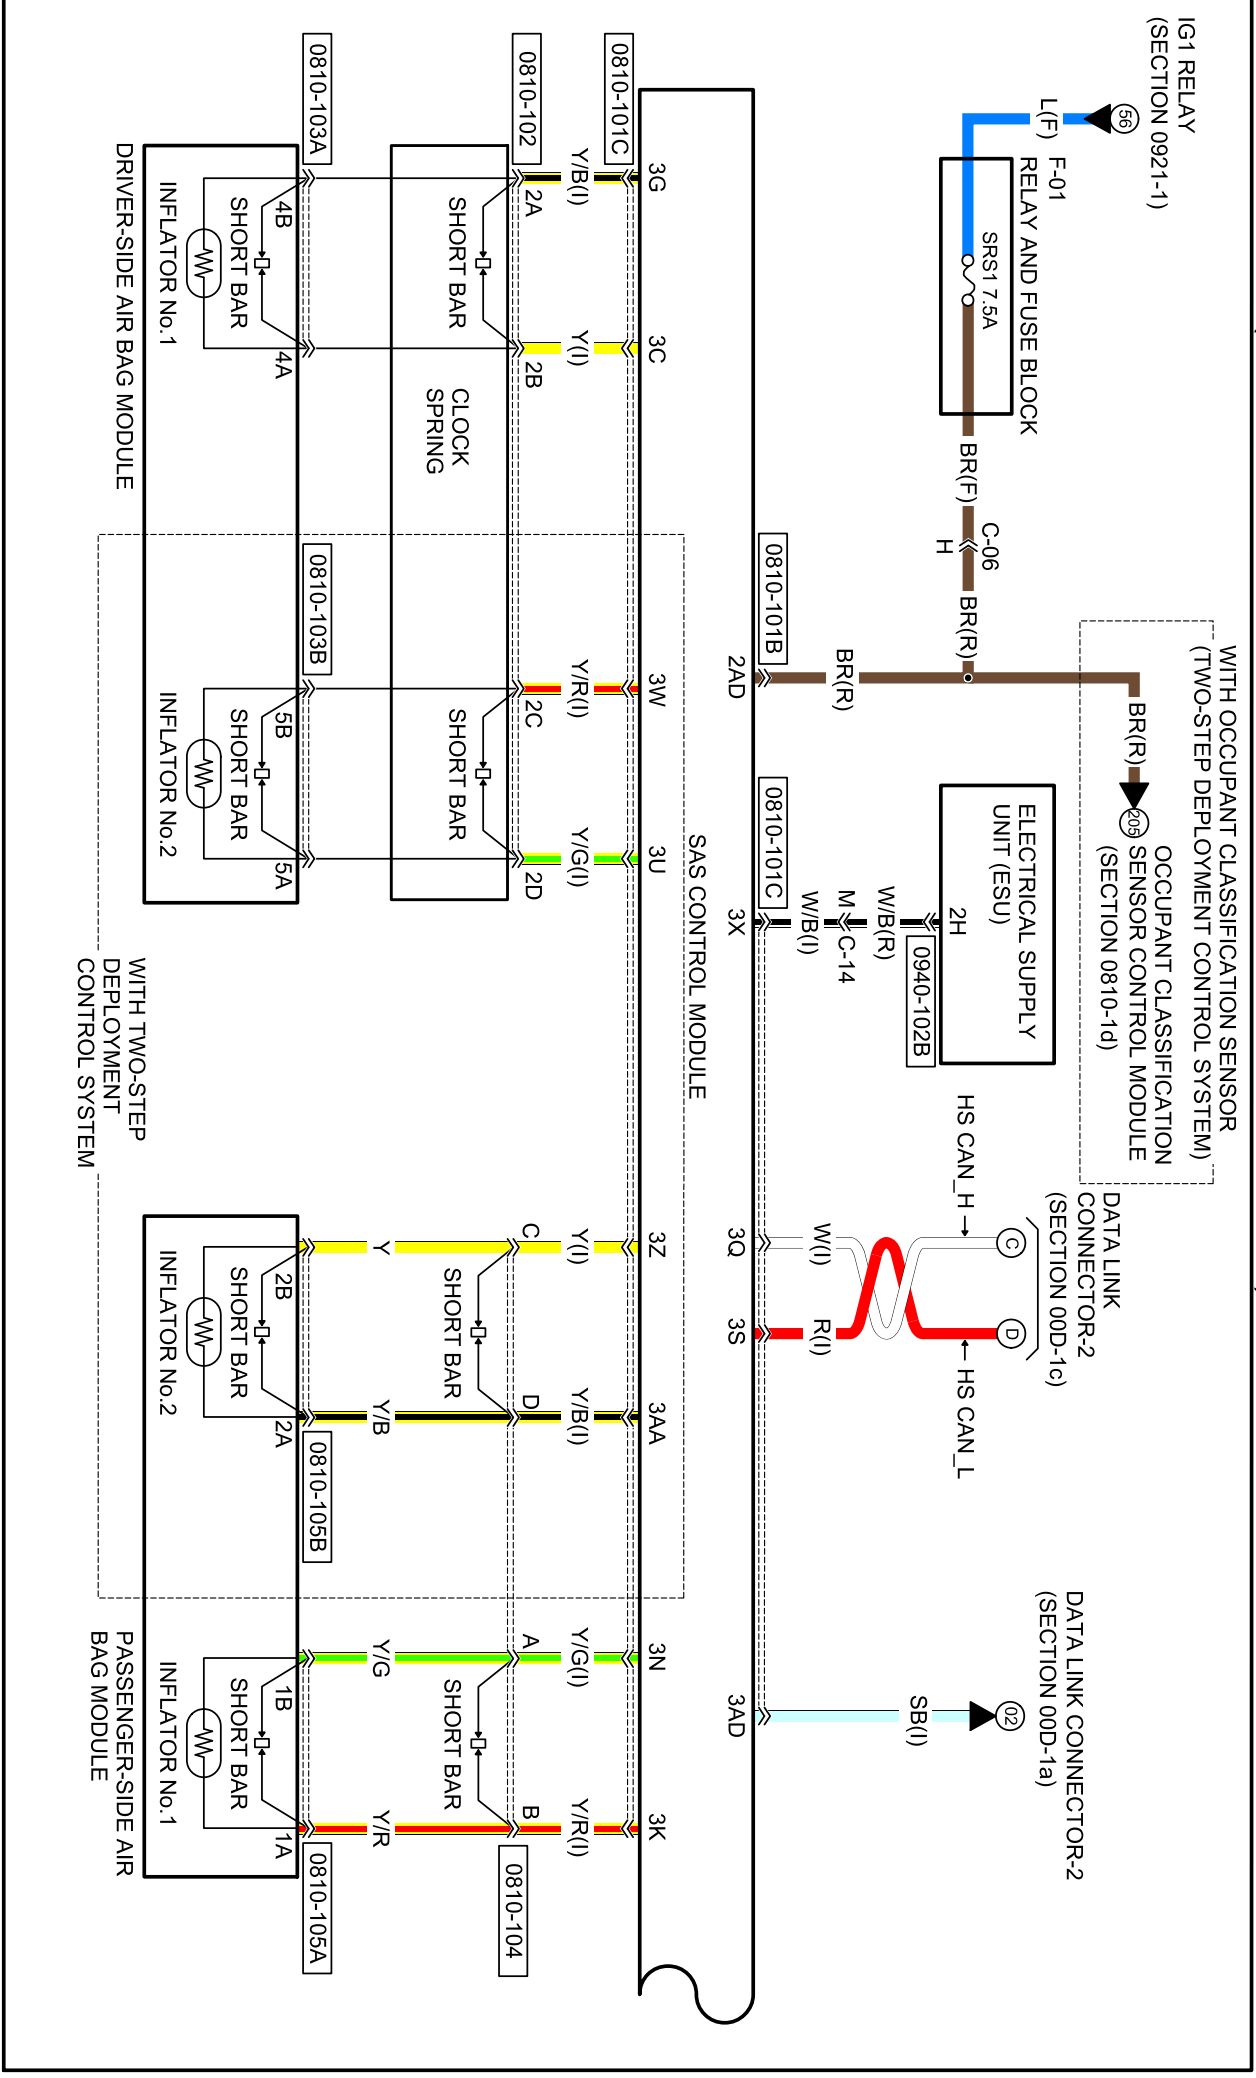 IG1 RELAY
(SECTION 0921-1)
56
L(F)
F-01
RELAY AND FUSE BLOCK
SRS1 7.5A
BR(F)
C-06
H
BR(R)
WITH OCCUPANT CLASSIFICATION SENSOR
(TWO-STEP DEPLOYMENT CONTROL SYSTEM)
BR(R)
205
OCCUPANT CLASSIFICATION
SENSOR CONTROL MODULE
(SECTION 0810-1d)
BR(R)
0810-101B
2AD
ELECTRICAL SUPPLY
UNIT (ESU)
2H
0940-102B
W/B(R)
M
C-14
W/B(I)
0810-101C
3X
DATA LINK
CONNECTOR-2
(SECTION 00D-1c)
C
D
HS CAN_H
HS CAN_L
W(I)
R(I)
3Q
3S
DATA LINK CONNECTOR-2
(SECTION 00D-1a)
02
SB(I)
3AD
SAS CONTROL MODULE
0810-101C
3G
3C
3W
3U
3Z
3AA
3N
3K
Y/B(I)
Y(I)
Y/R(I)
Y/G(I)
Y(I)
Y/B(I)
Y/G(I)
Y/R(I)
0810-102
2A
2B
2C
2D
C
D
A
B
0810-104
SHORT BAR
SHORT BAR
SHORT BAR
SHORT BAR
CLOCK
SPRING
Y
Y/B
Y/G
Y/R
0810-103A
0810-103B
0810-105B
0810-105A
4B
4A
5B
5A
2B
2A
1B
1A
SHORT BAR
SHORT BAR
SHORT BAR
SHORT BAR
INFLATOR No.1
INFLATOR No.2
INFLATOR No.2
INFLATOR No.1
DRIVER-SIDE AIR BAG MODULE
WITH TWO-STEP
DEPLOYMENT
CONTROL SYSTEM
PASSENGER-SIDE AIR
BAG MODULE